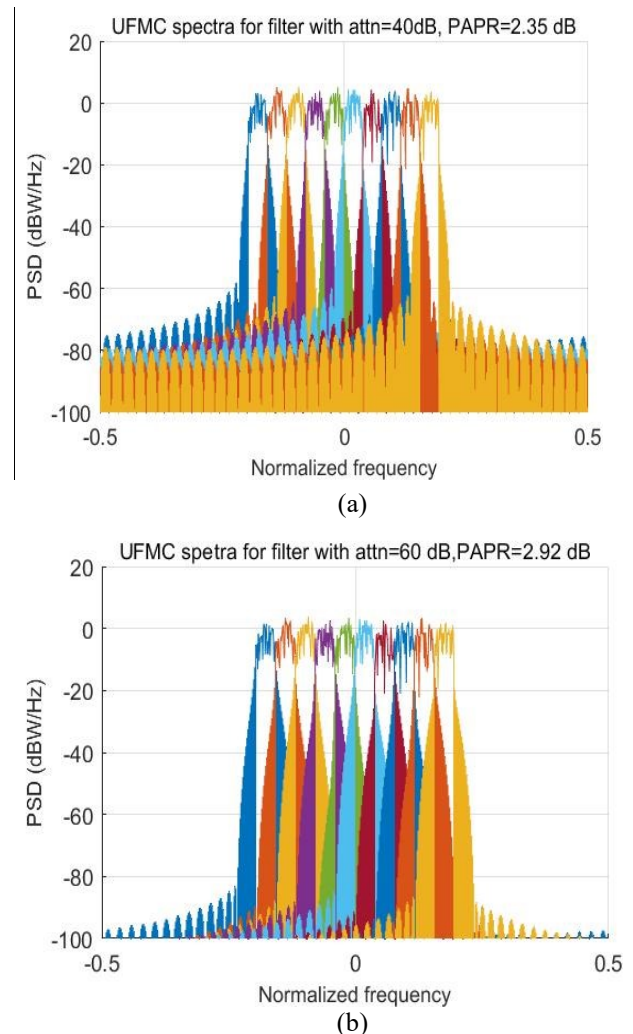 UFMC spectra for filter with attn=40dB, PAPR=2.35 dB
20
0
-20
-40
-60
-80
-100
PSD (dBW/Hz)
-0.5
0
0.5
Normalized frequency
(a)
UFMC spetra for filter with attn=60 dB,PAPR=2.92 dB
20
0
-20
-40
-60
-80
-100
PSD (dBW/Hz)
-0.5
0
0.5
Normalized frequency
(b)